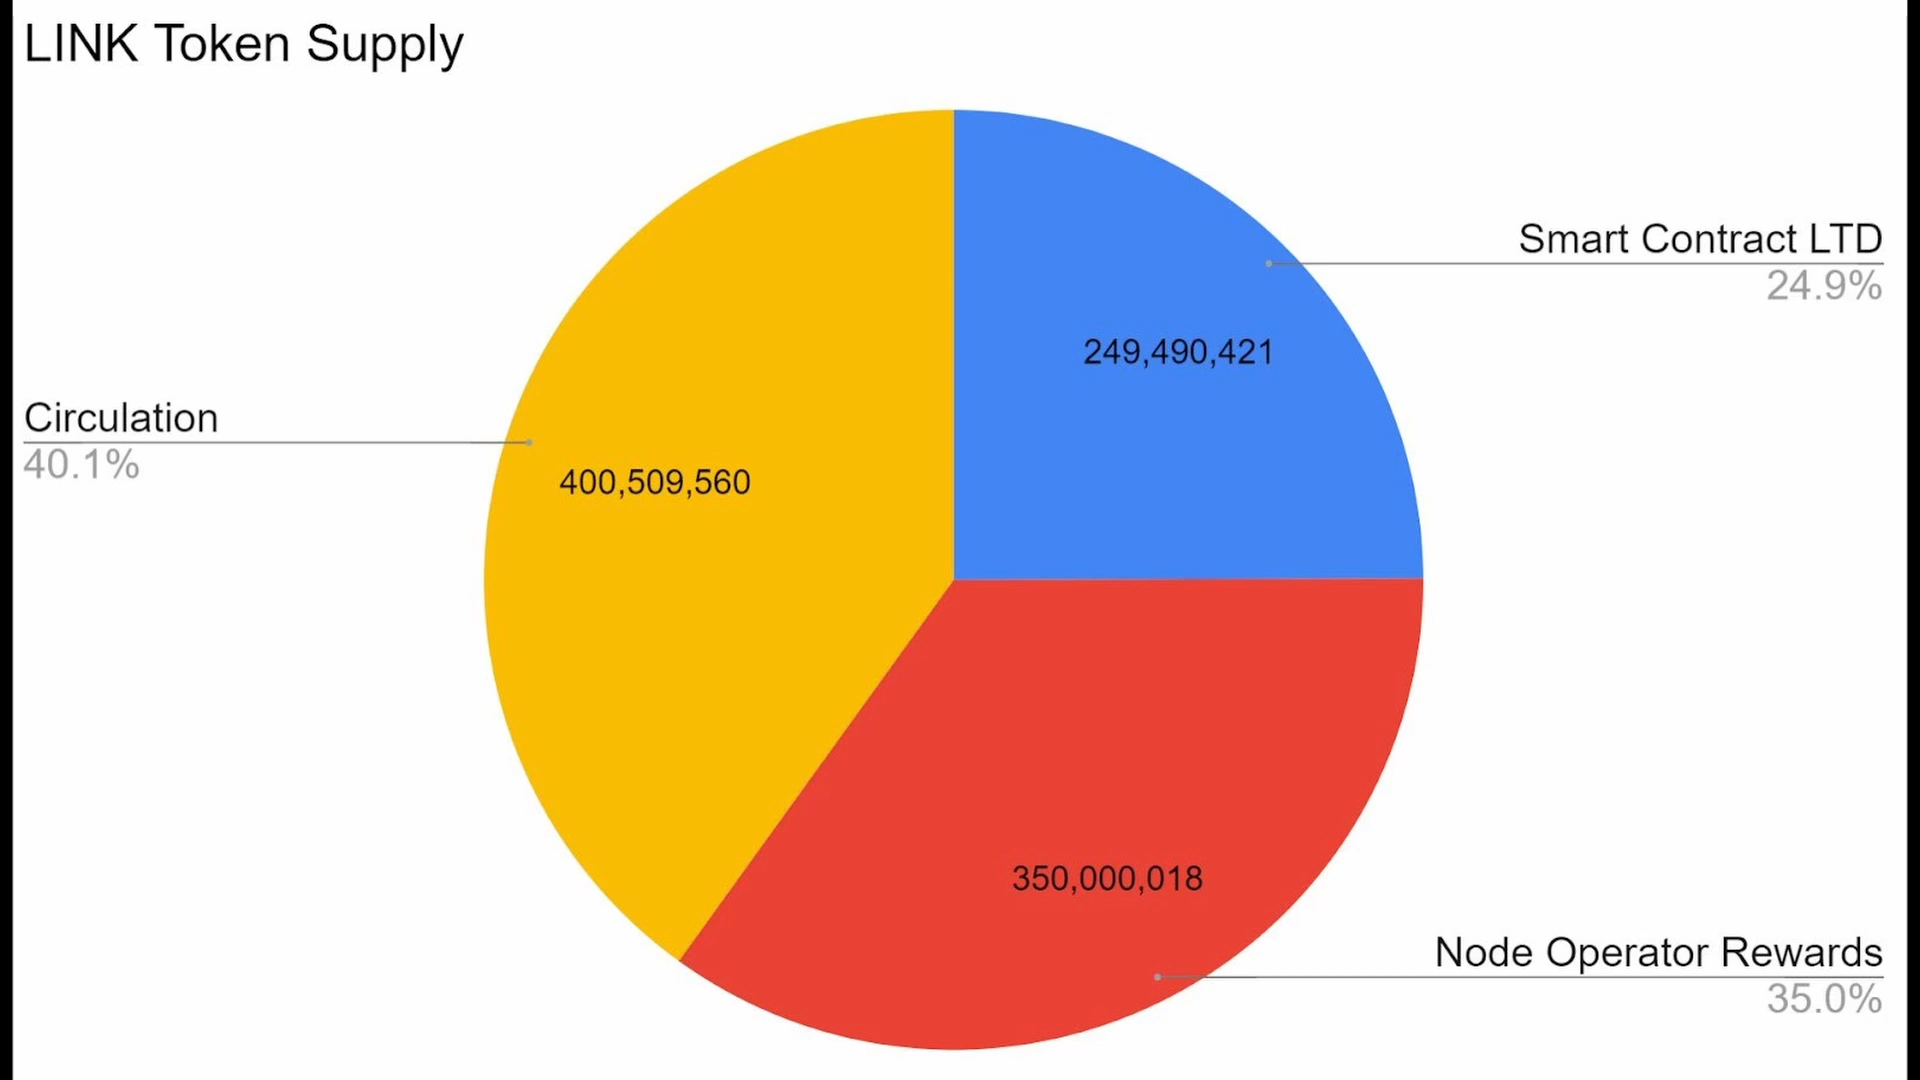 LINK Token Supply
Smart Contract LTD
24.9%
249,490,421
Circulation
40.1%
400,509,560
350,000,018
Node Operator Rewards
35.0%